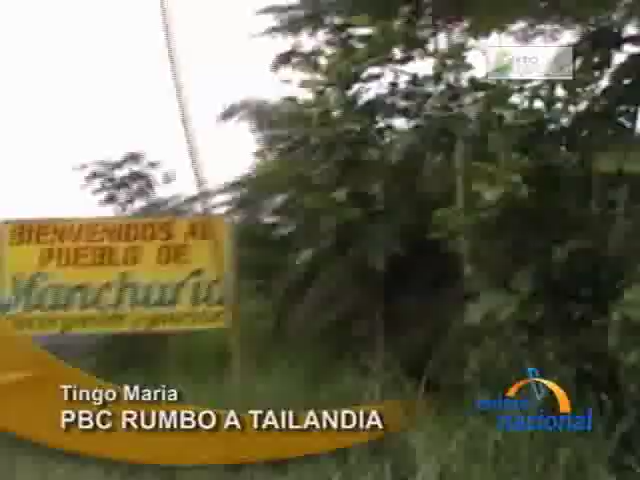 BIENVENIDOS AL
PUEBLO DE
Manchuria
Tingo Maria
PBC RUMBO A TAILANDIA
nacional